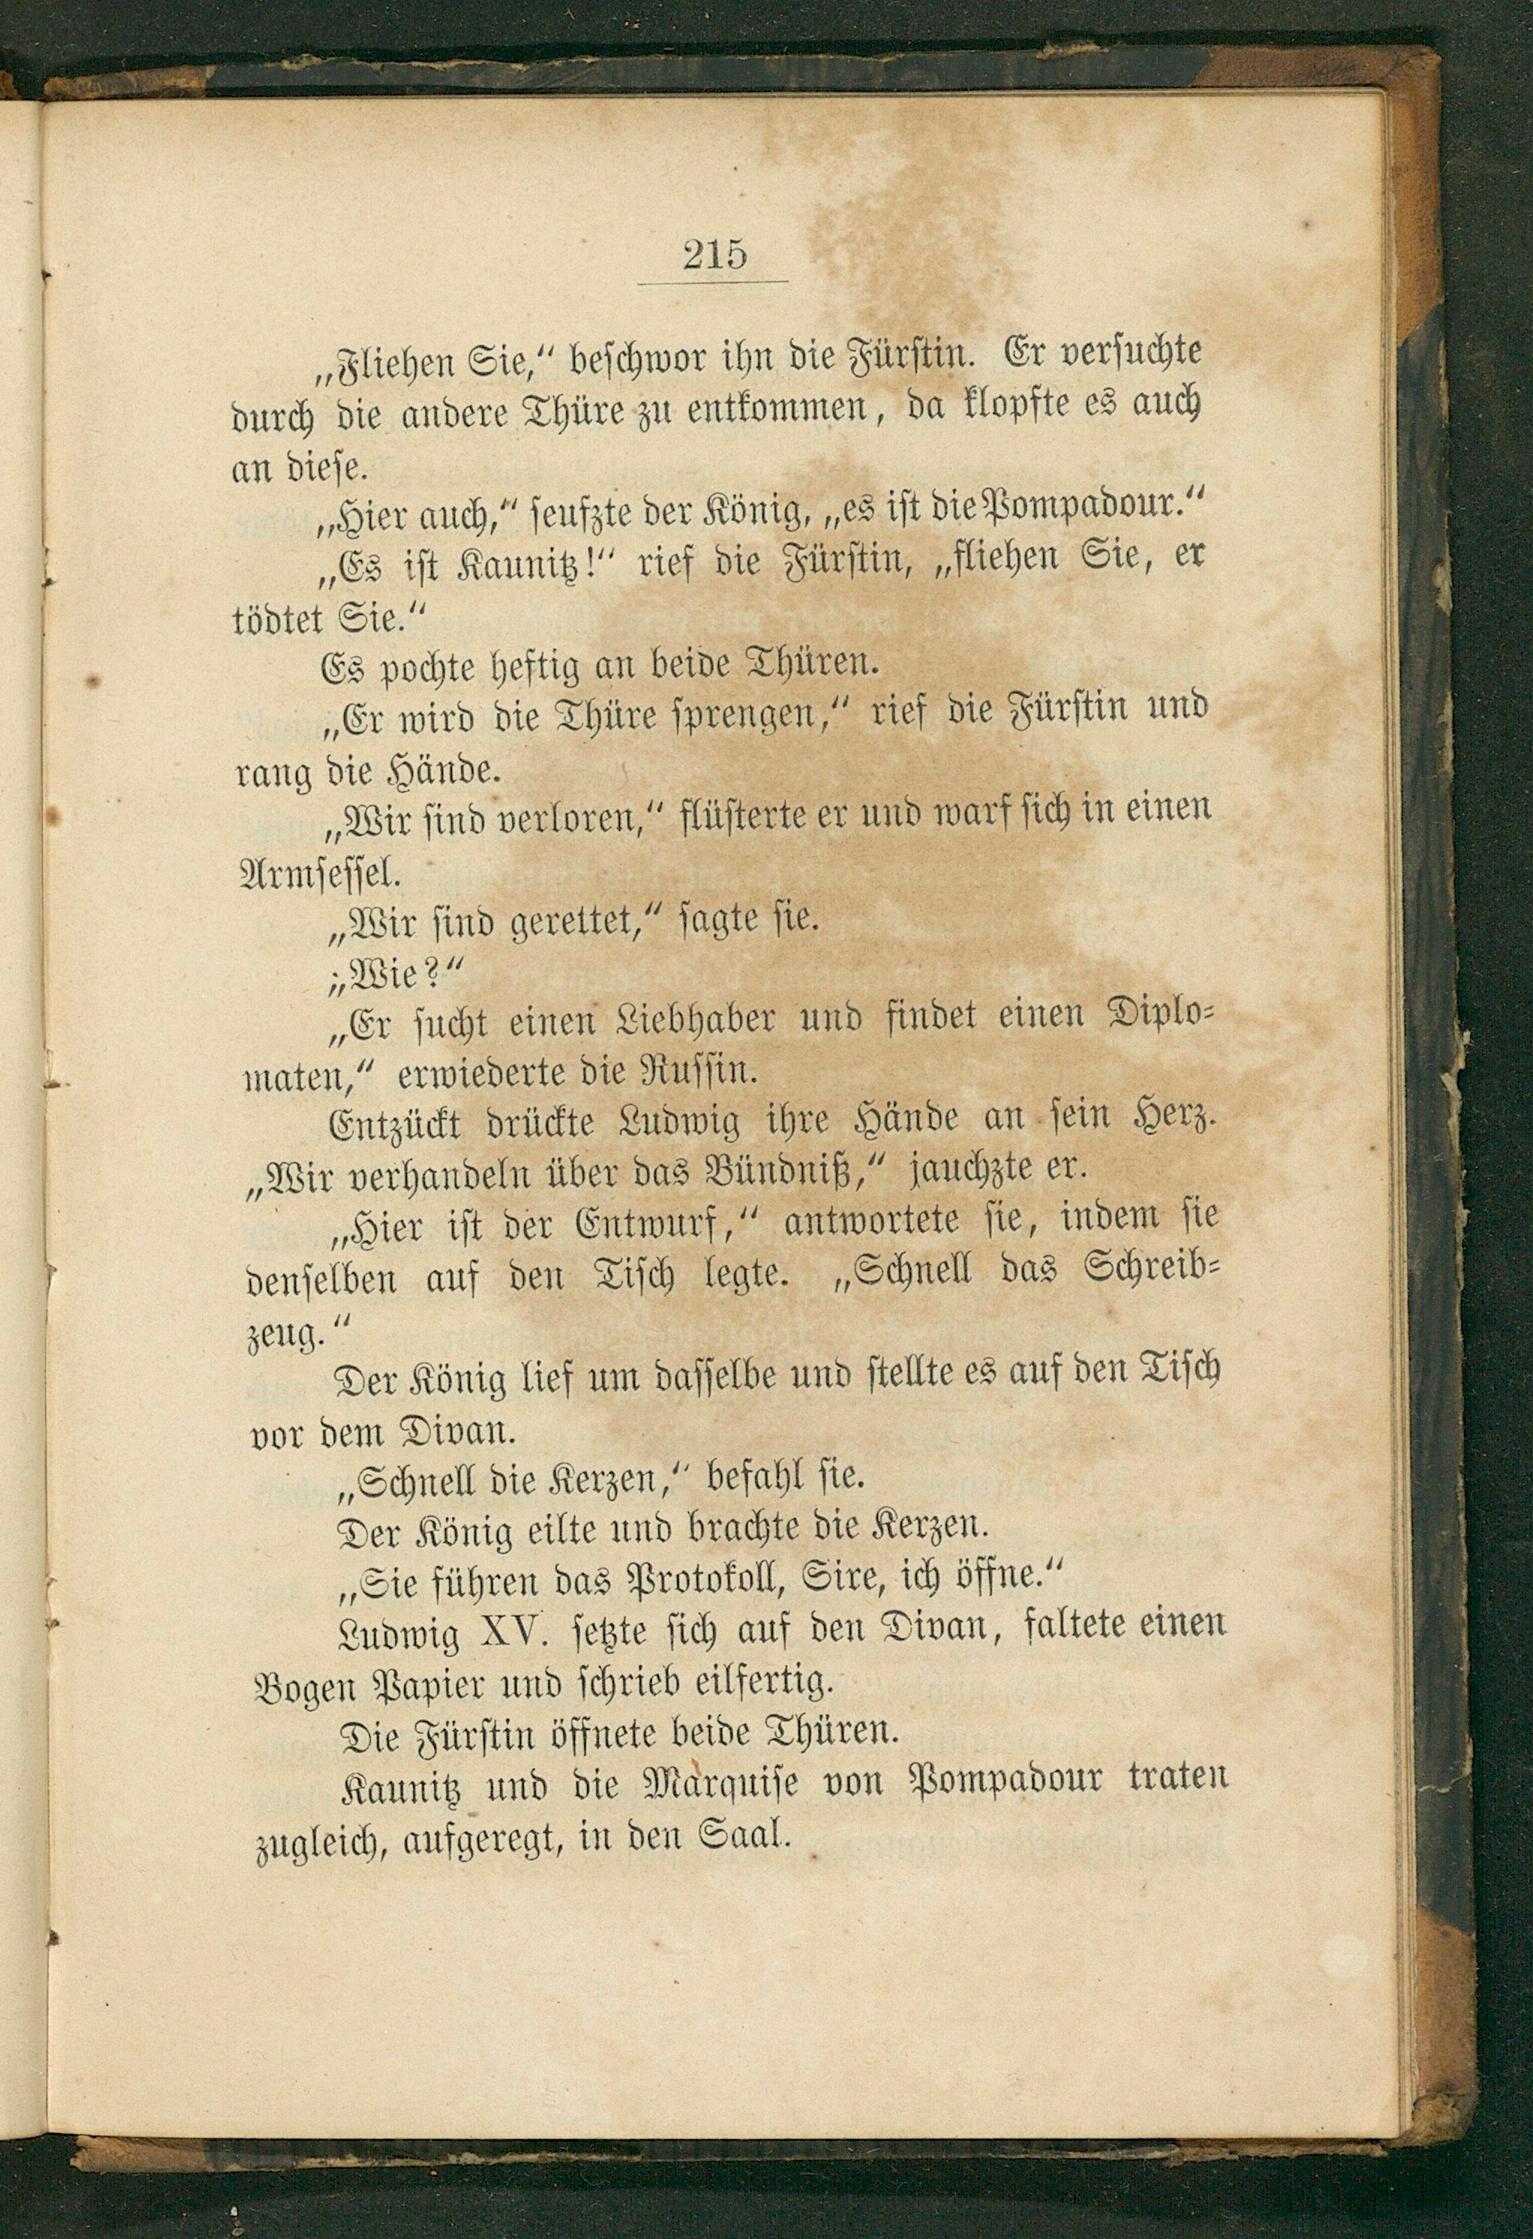 215
„Fliehen Sie,“ beschwor ihn die Fürstin. Er versuchte
durch die andere Thüre zu entkommen, da klopfte es auch
an diese.
„Hier auch,“ seufzte der König, „es ist die Pompadour.“
„Es ist Kaunitz!“ rief die Fürstin, „fliehen Sie, er
tödtet Sie.“
Es pochte heftig an beide Thüren.
„Er wird die Thüre sprengen,“ rief die Fürstin und
rang die Hände.
„Wir sind verloren,“ flüsterte er und warf sich in einen
Armsessel.
„Wir sind gerettet,“ sagte sie.
„Wie?“
„Er sucht einen Liebhaber und findet einen Diplo-
maten,“ erwiederte die Russin.
Entzückt drückte Ludwig ihre Hände an sein Herz.
„Wir verhandeln über das Bündniß,“ jauchzte er.
„Hier ist der Entwurf,“ antwortete sie, indem sie
denselben auf den Tisch legte. „Schnell das Schreib-
zeug.“
Der König lief um dasselbe und stellte es auf den Tisch
vor dem Divan.
„Schnell die Kerzen,“ befahl sie.
Der König eilte und brachte die Kerzen.
„Sie führen das Protokoll, Sire, ich öffne.“
Ludwig XV. setzte sich auf den Divan, faltete einen
Bogen Papier und schrieb eilfertig.
Die Fürstin öffnete beide Thüren.
Kaunitz und die Marquise von Pompadour traten
zugleich, aufgeregt, in den Saal.